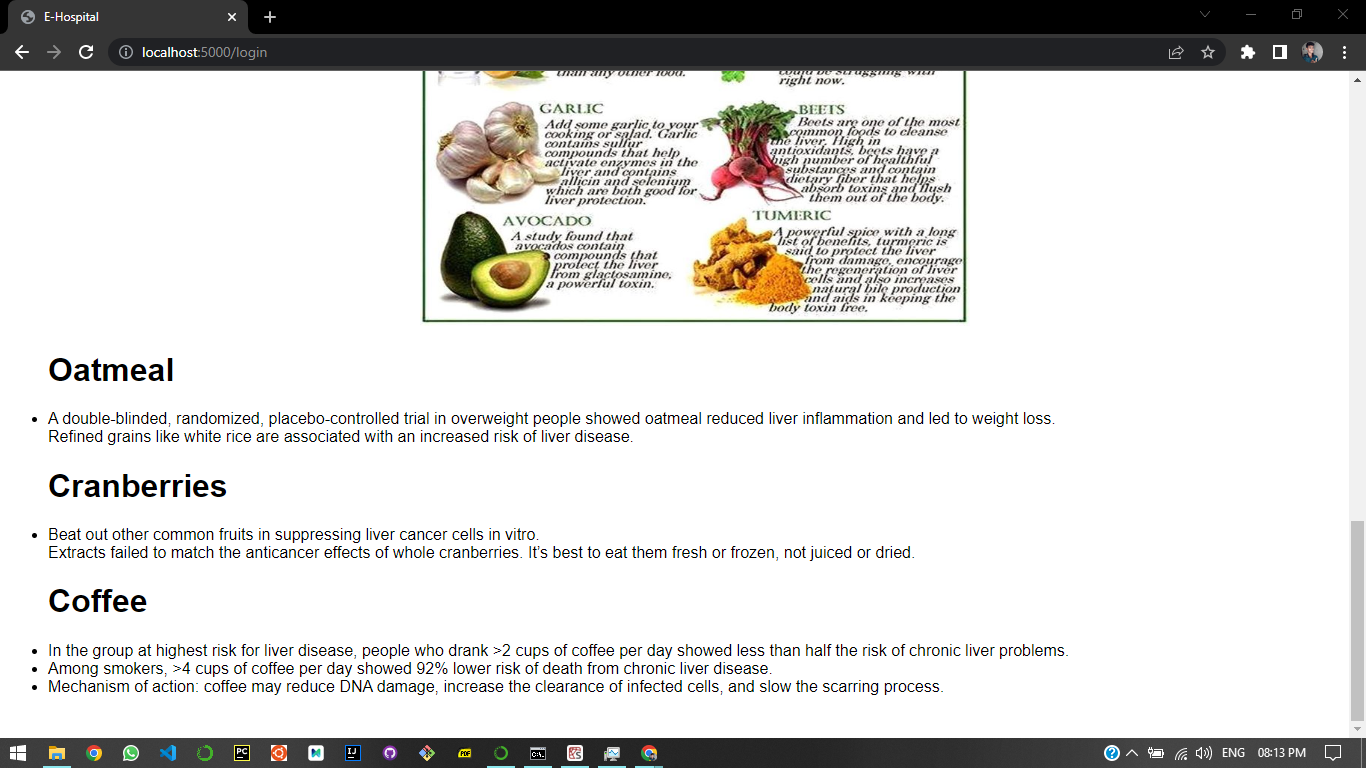 E-Hospital
localhost:5000/login
than any other food.
could be struggling with
right now.
GARLIC
Add some garlic to your
cooking or salad. Garlic
contains sulfur
compounds that help
activate enzymes in the
liver and contains
allicin and selenium
which are both good for
liver protection.
BEETS
Beets are one of the most
common foods to cleanse
the liver. High in
antioxidants, beets have a
high number of healthful
substances and contain
dietary fiber that helps
absorb toxins and flush
them out of the body.
AVOCADO
A study found that
avocados contain
compounds that
protect the liver
from glactosamine,
a powerful toxin.
TUMERIC
A powerful spice with a long
list of benefits, turmeric is
said to protect the liver
from damage, encourage
the regeneration of liver
cells and also increases
natural bile production
and aids in keeping the
body toxin free.
Oatmeal
• A double-blinded, randomized, placebo-controlled trial in overweight people showed oatmeal reduced liver inflammation and led to weight loss.
Refined grains like white rice are associated with an increased risk of liver disease.
Cranberries
• Beat out other common fruits in suppressing liver cancer cells in vitro.
Extracts failed to match the anticancer effects of whole cranberries. It’s best to eat them fresh or frozen, not juiced or dried.
Coffee
• In the group at highest risk for liver disease, people who drank >2 cups of coffee per day showed less than half the risk of chronic liver problems.
• Among smokers, >4 cups of coffee per day showed 92% lower risk of death from chronic liver disease.
• Mechanism of action: coffee may reduce DNA damage, increase the clearance of infected cells, and slow the scarring process.
ENG 08:13 PM